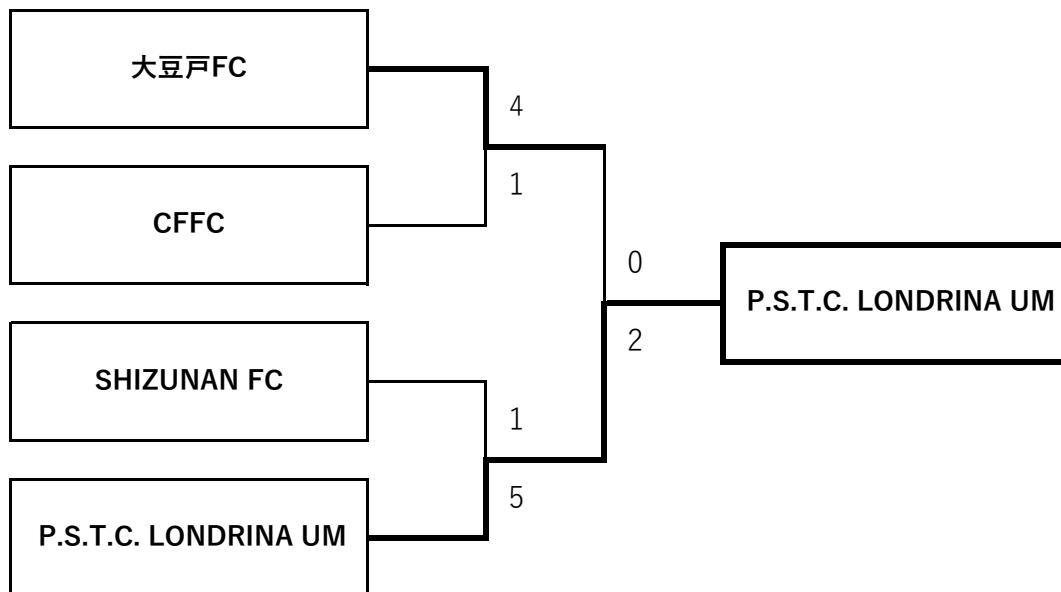 大豆戸FC
4
1
CFFC
0
P.S.T.C. LONDRINA UM
2
SHIZUNAN FC
1
5
P.S.T.C. LONDRINA UM